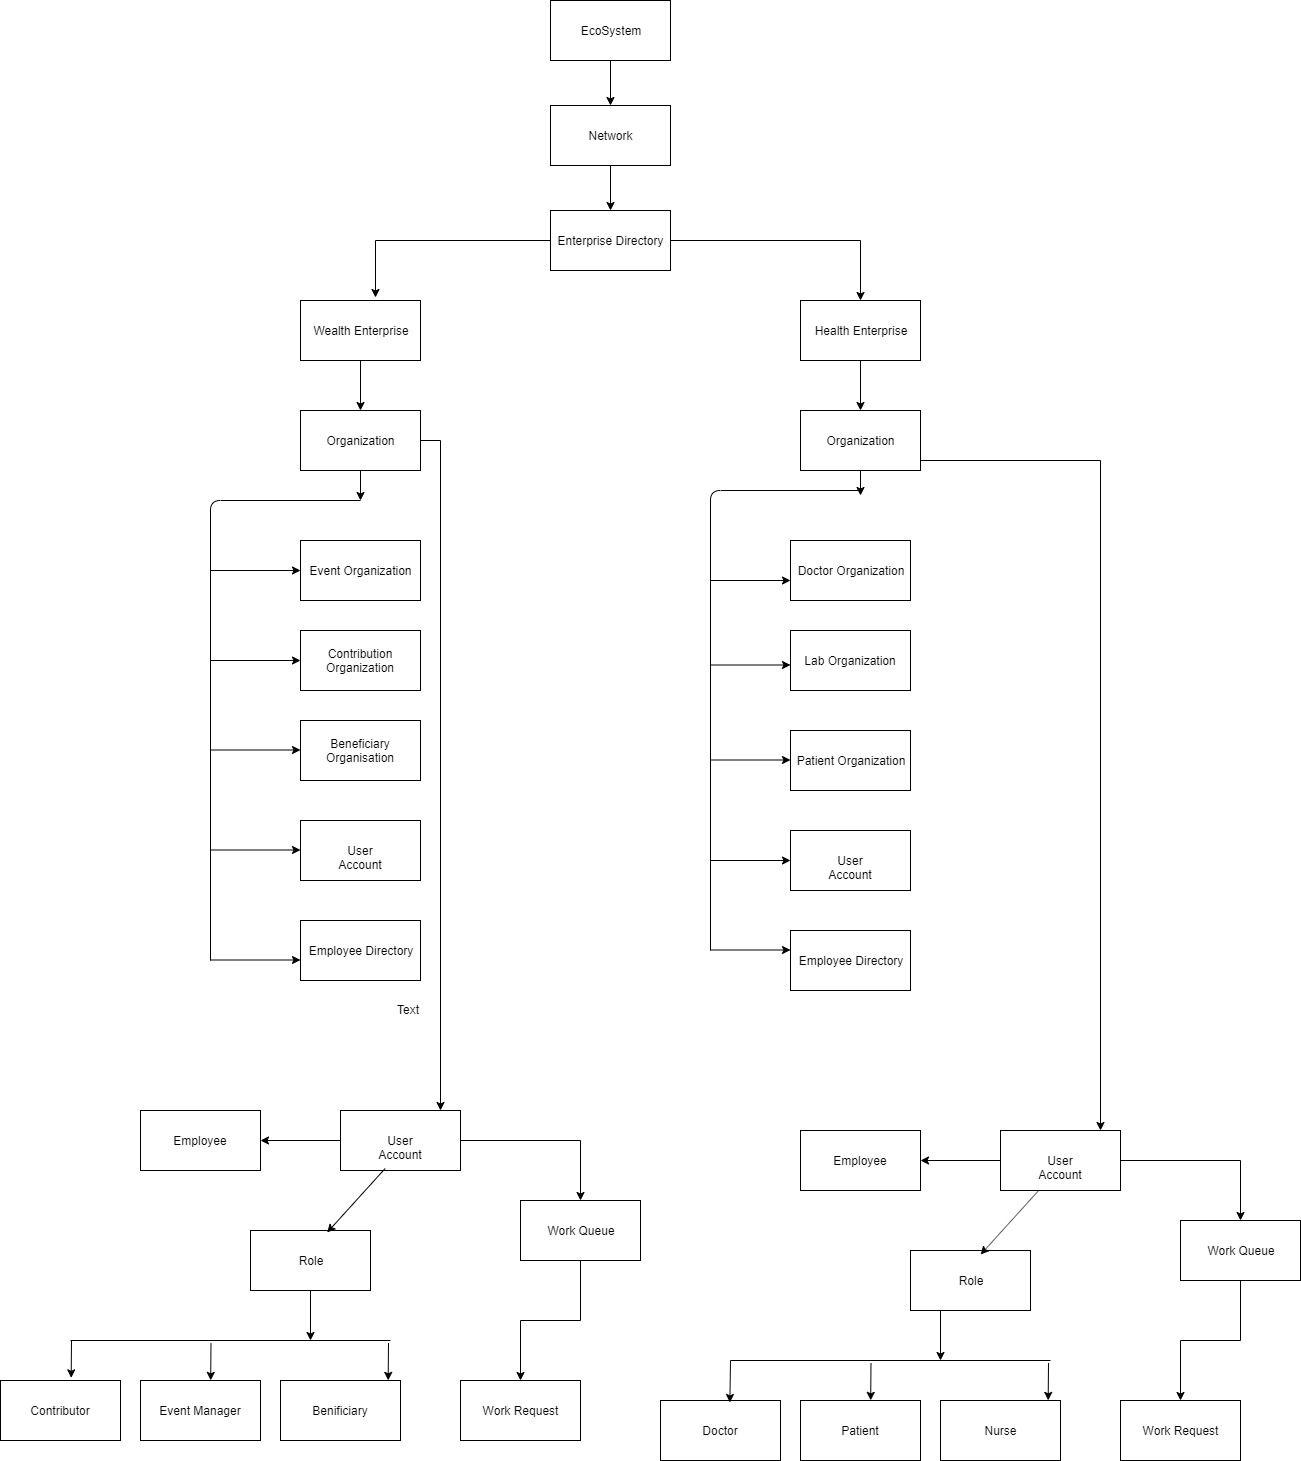 EcoSystem
Network
Enterprise Directory
Wealth Enterprise
Health Enterprise
Organization
Organization
Event Organization
Doctor Organization
Contribution
Organization
Lab Organization
Beneficiary
Organisation
Patient Organization
User
Account
User
Account
Employee Directory
Employee Directory
Text
Employee
User
Account
Employee
User
Account
Work Queue
Work Queue
Role
Role
Contributor
Event Manager
Benificiary
Work Request
Doctor
Patient
Nurse
Work Request